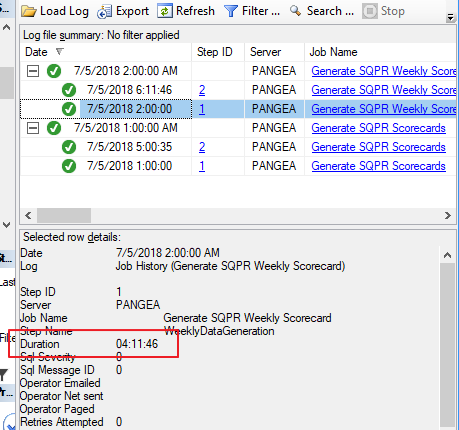 S... Load Log Export Refresh Filter ... Search ... Stop
Log file summary: No filter applied
Date Step ID Server Job Name
7/5/2018 2:00:00 AM PANGEA Generate SQPR Weekly Score
7/5/2018 6:11:46 2 PANGEA Generate SQPR Weekly Score
7/5/2018 2:00:00 1 PANGEA Generate SQPR Weekly Score
7/5/2018 1:00:00 AM PANGEA Generate SQPR Scorecards
7/5/2018 5:00:35 2 PANGEA Generate SQPR Scorecards
7/5/2018 1:00:00 1 PANGEA Generate SQPR Scorecards
Selected row details:
Date 7/5/2018 2:00:00 AM
St... Log Job History (Generate SQPR Weekly Scorecard)
Last
Step ID 1
Server PANGEA
Job Name Generate SQPR Weekly Scorecard
Step Name WeeklyDataGeneration
Filte Duration 04:11:46
Sql Severity 0
Sql Message ID 0
Operator Emailed
Pr... Operator Net sent
Operator Paged
Retries Attempted 0